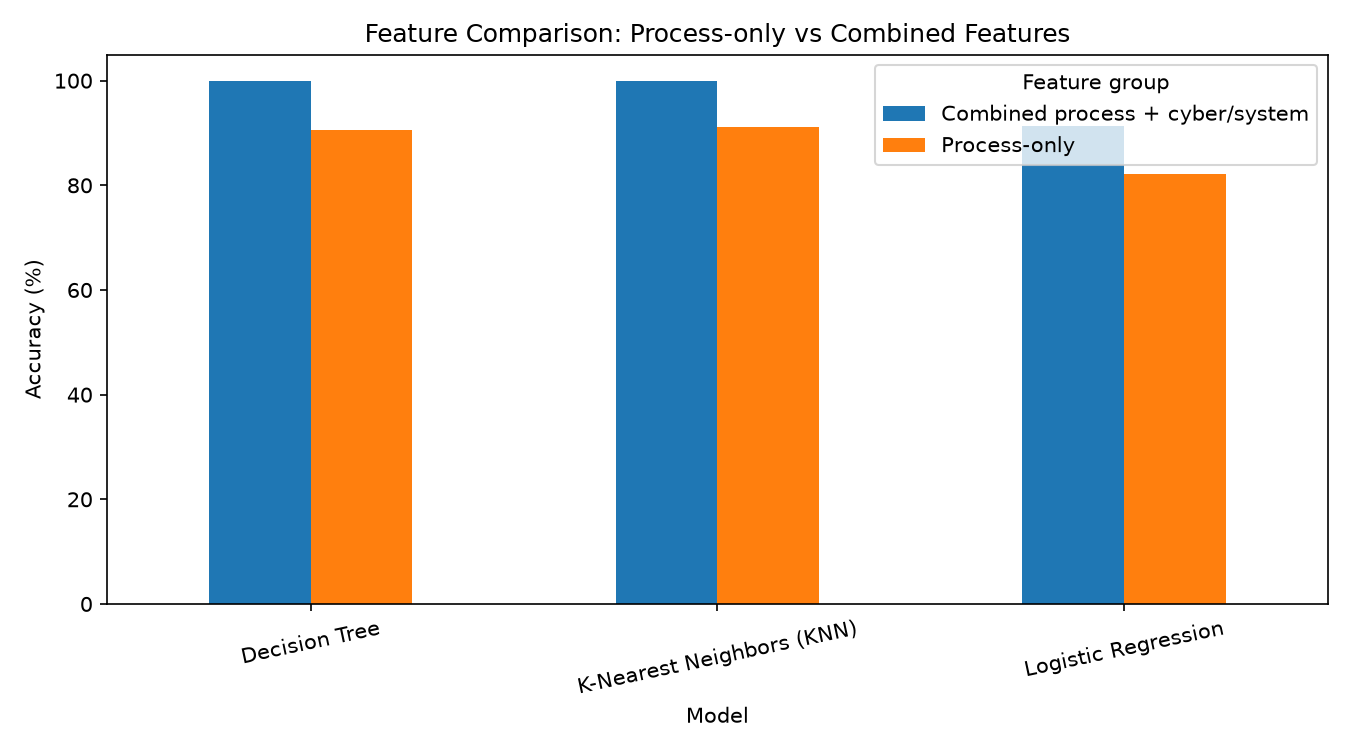 Feature Comparison: Process-only vs Combined Features
Feature group
Combined process + cyber/system
Process-only
Accuracy (%)
100
80
60
40
20
0
Decision Tree
K-Nearest Neighbors (KNN)
Logistic Regression
Model